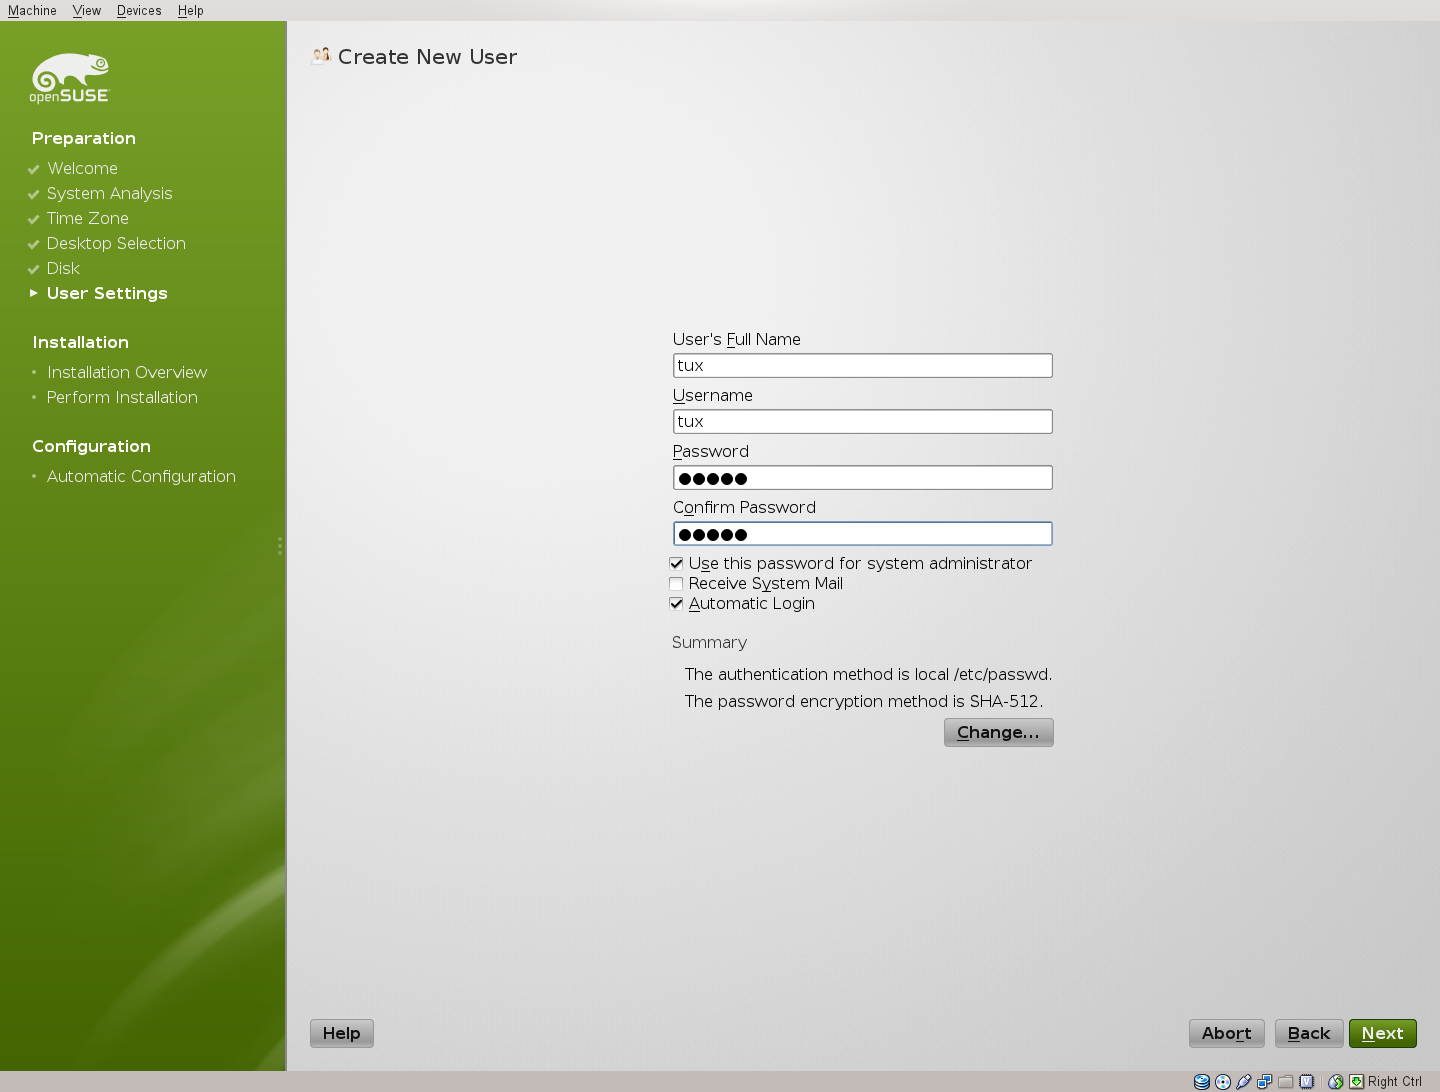 Machine View Devices Help
openSUSE
Preparation
Welcome
System Analysis
Time Zone
Desktop Selection
Disk
User Settings
Installation
Installation Overview
Perform Installation
Configuration
Automatic Configuration
Create New User
User's Full Name
tux
Username
tux
Password
●●●●●
Confirm Password
●●●●●
Use this password for system administrator
Receive System Mail
Automatic Login
Summary
The authentication method is local /etc/passwd.
The password encryption method is SHA-512.
Change...
Help Abort Back Next
Right Ctrl